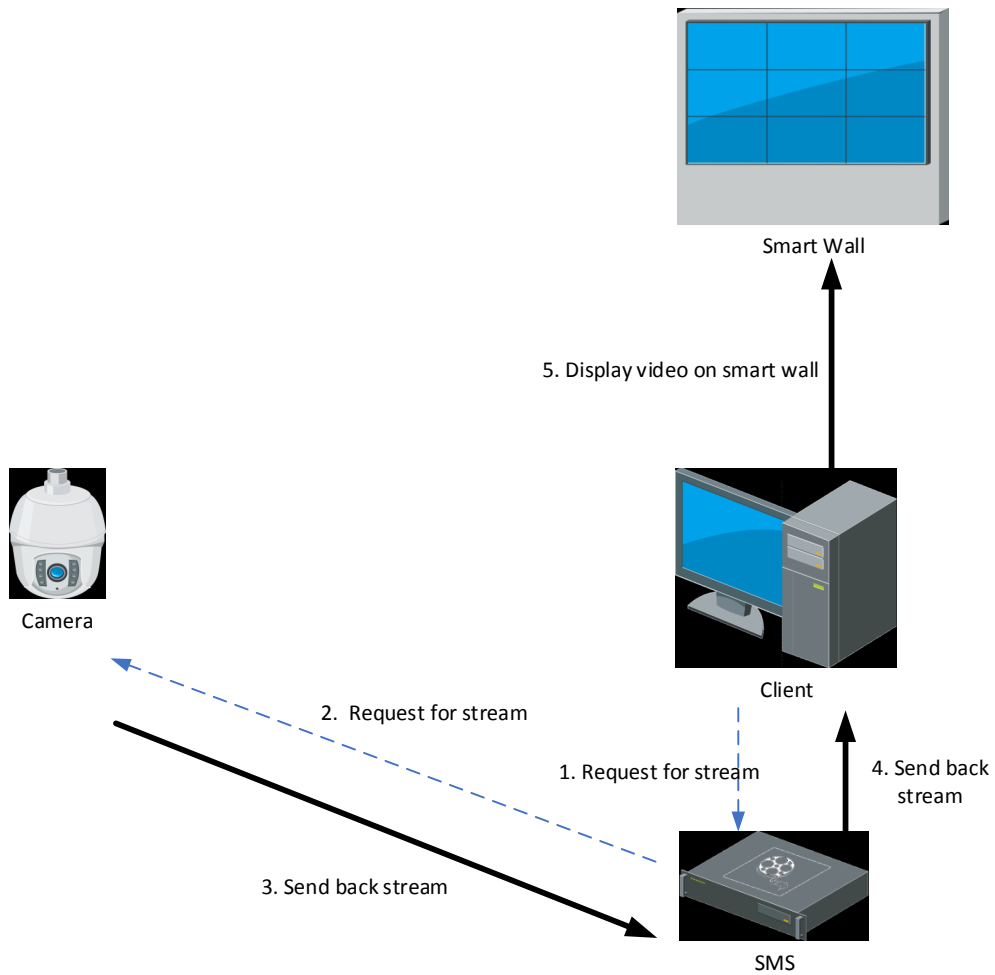 Smart Wall
5. Display video on smart wall
Camera
Client
2.  Request for stream
1. Request for stream
4. Send back
stream
3. Send back stream
SMS